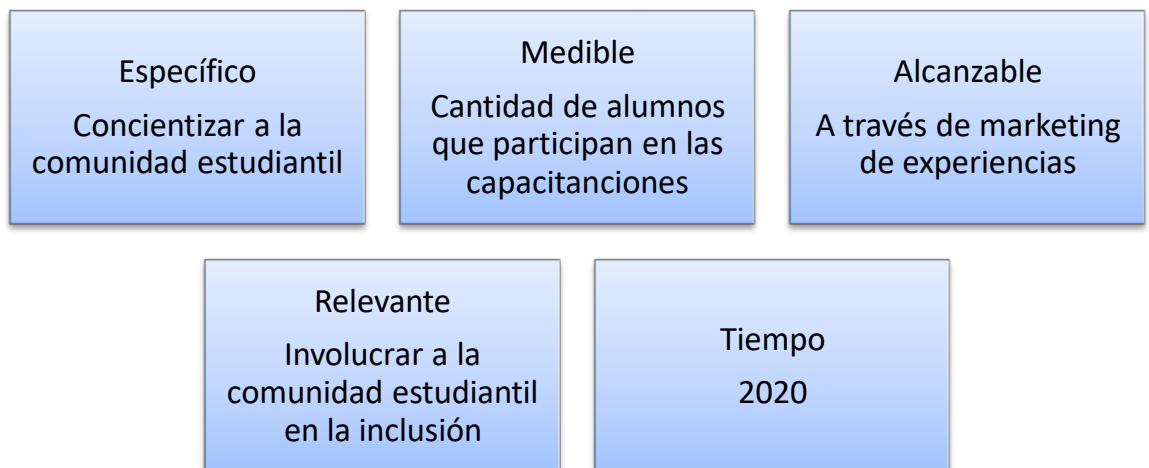 Específico
Concientizar a la
comunidad estudiantil
Medible
Cantidad de alumnos
que participan en las
capacitanciones
Alcanzable
A través de marketing
de experiencias
Relevante
Involucrar a la
comunidad estudiantil
en la inclusión
Tiempo
2020